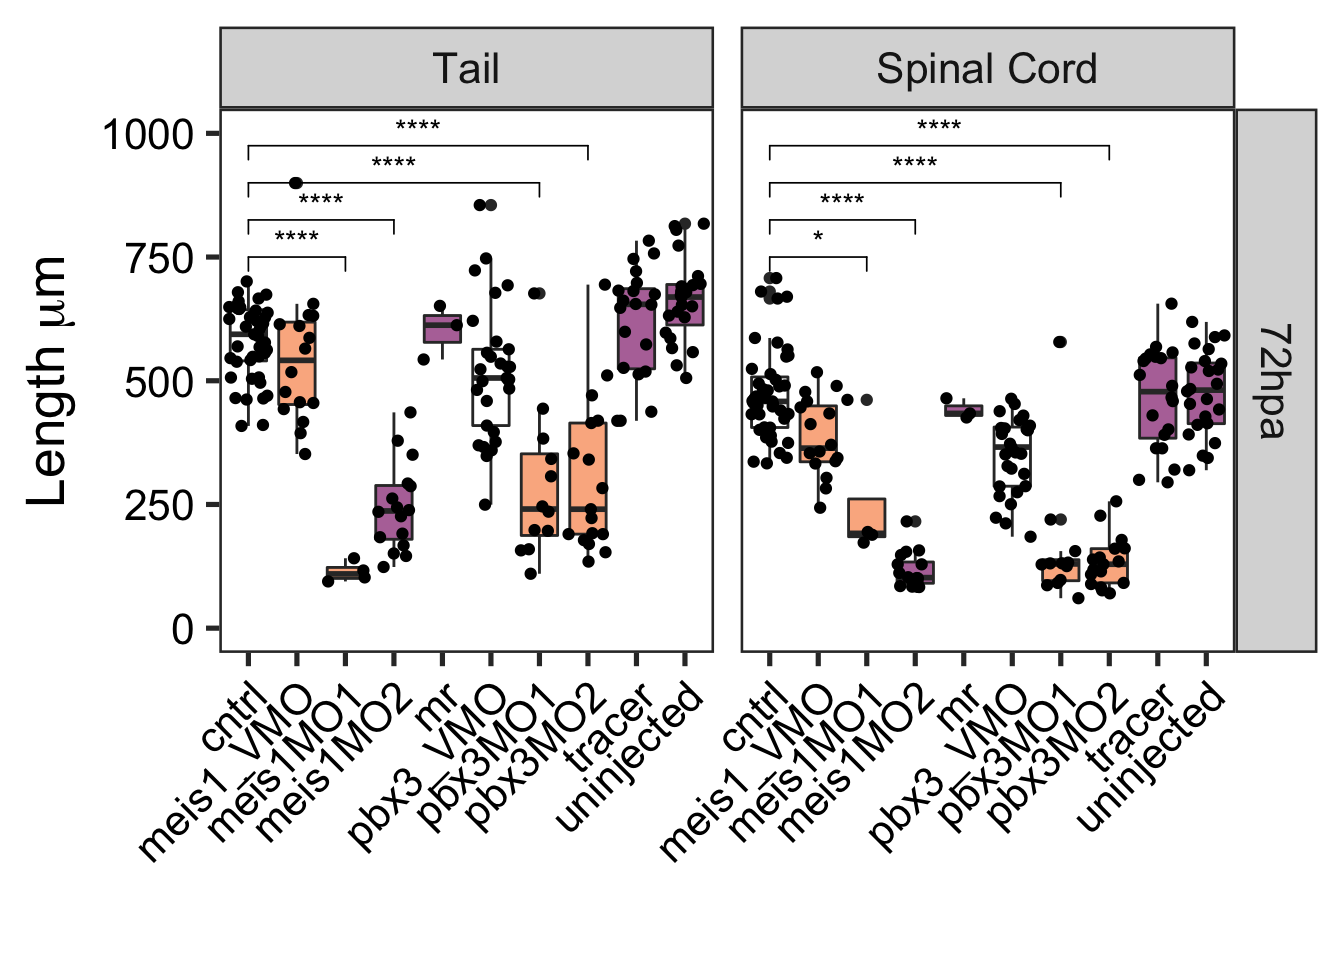 Tail
Spinal Cord
72hpa
Length μm
1000
750
500
250
0
****
****
****
****
****
****
****
*
cntrl
meis1_VMO
meis1MO1
meis1MO2
mr
pbx3_VMO
pbx3MO1
pbx3MO2
tracer
uninjected
cntrl
meis1_VMO
meis1MO1
meis1MO2
mr
pbx3_VMO
pbx3MO1
pbx3MO2
tracer
uninjected